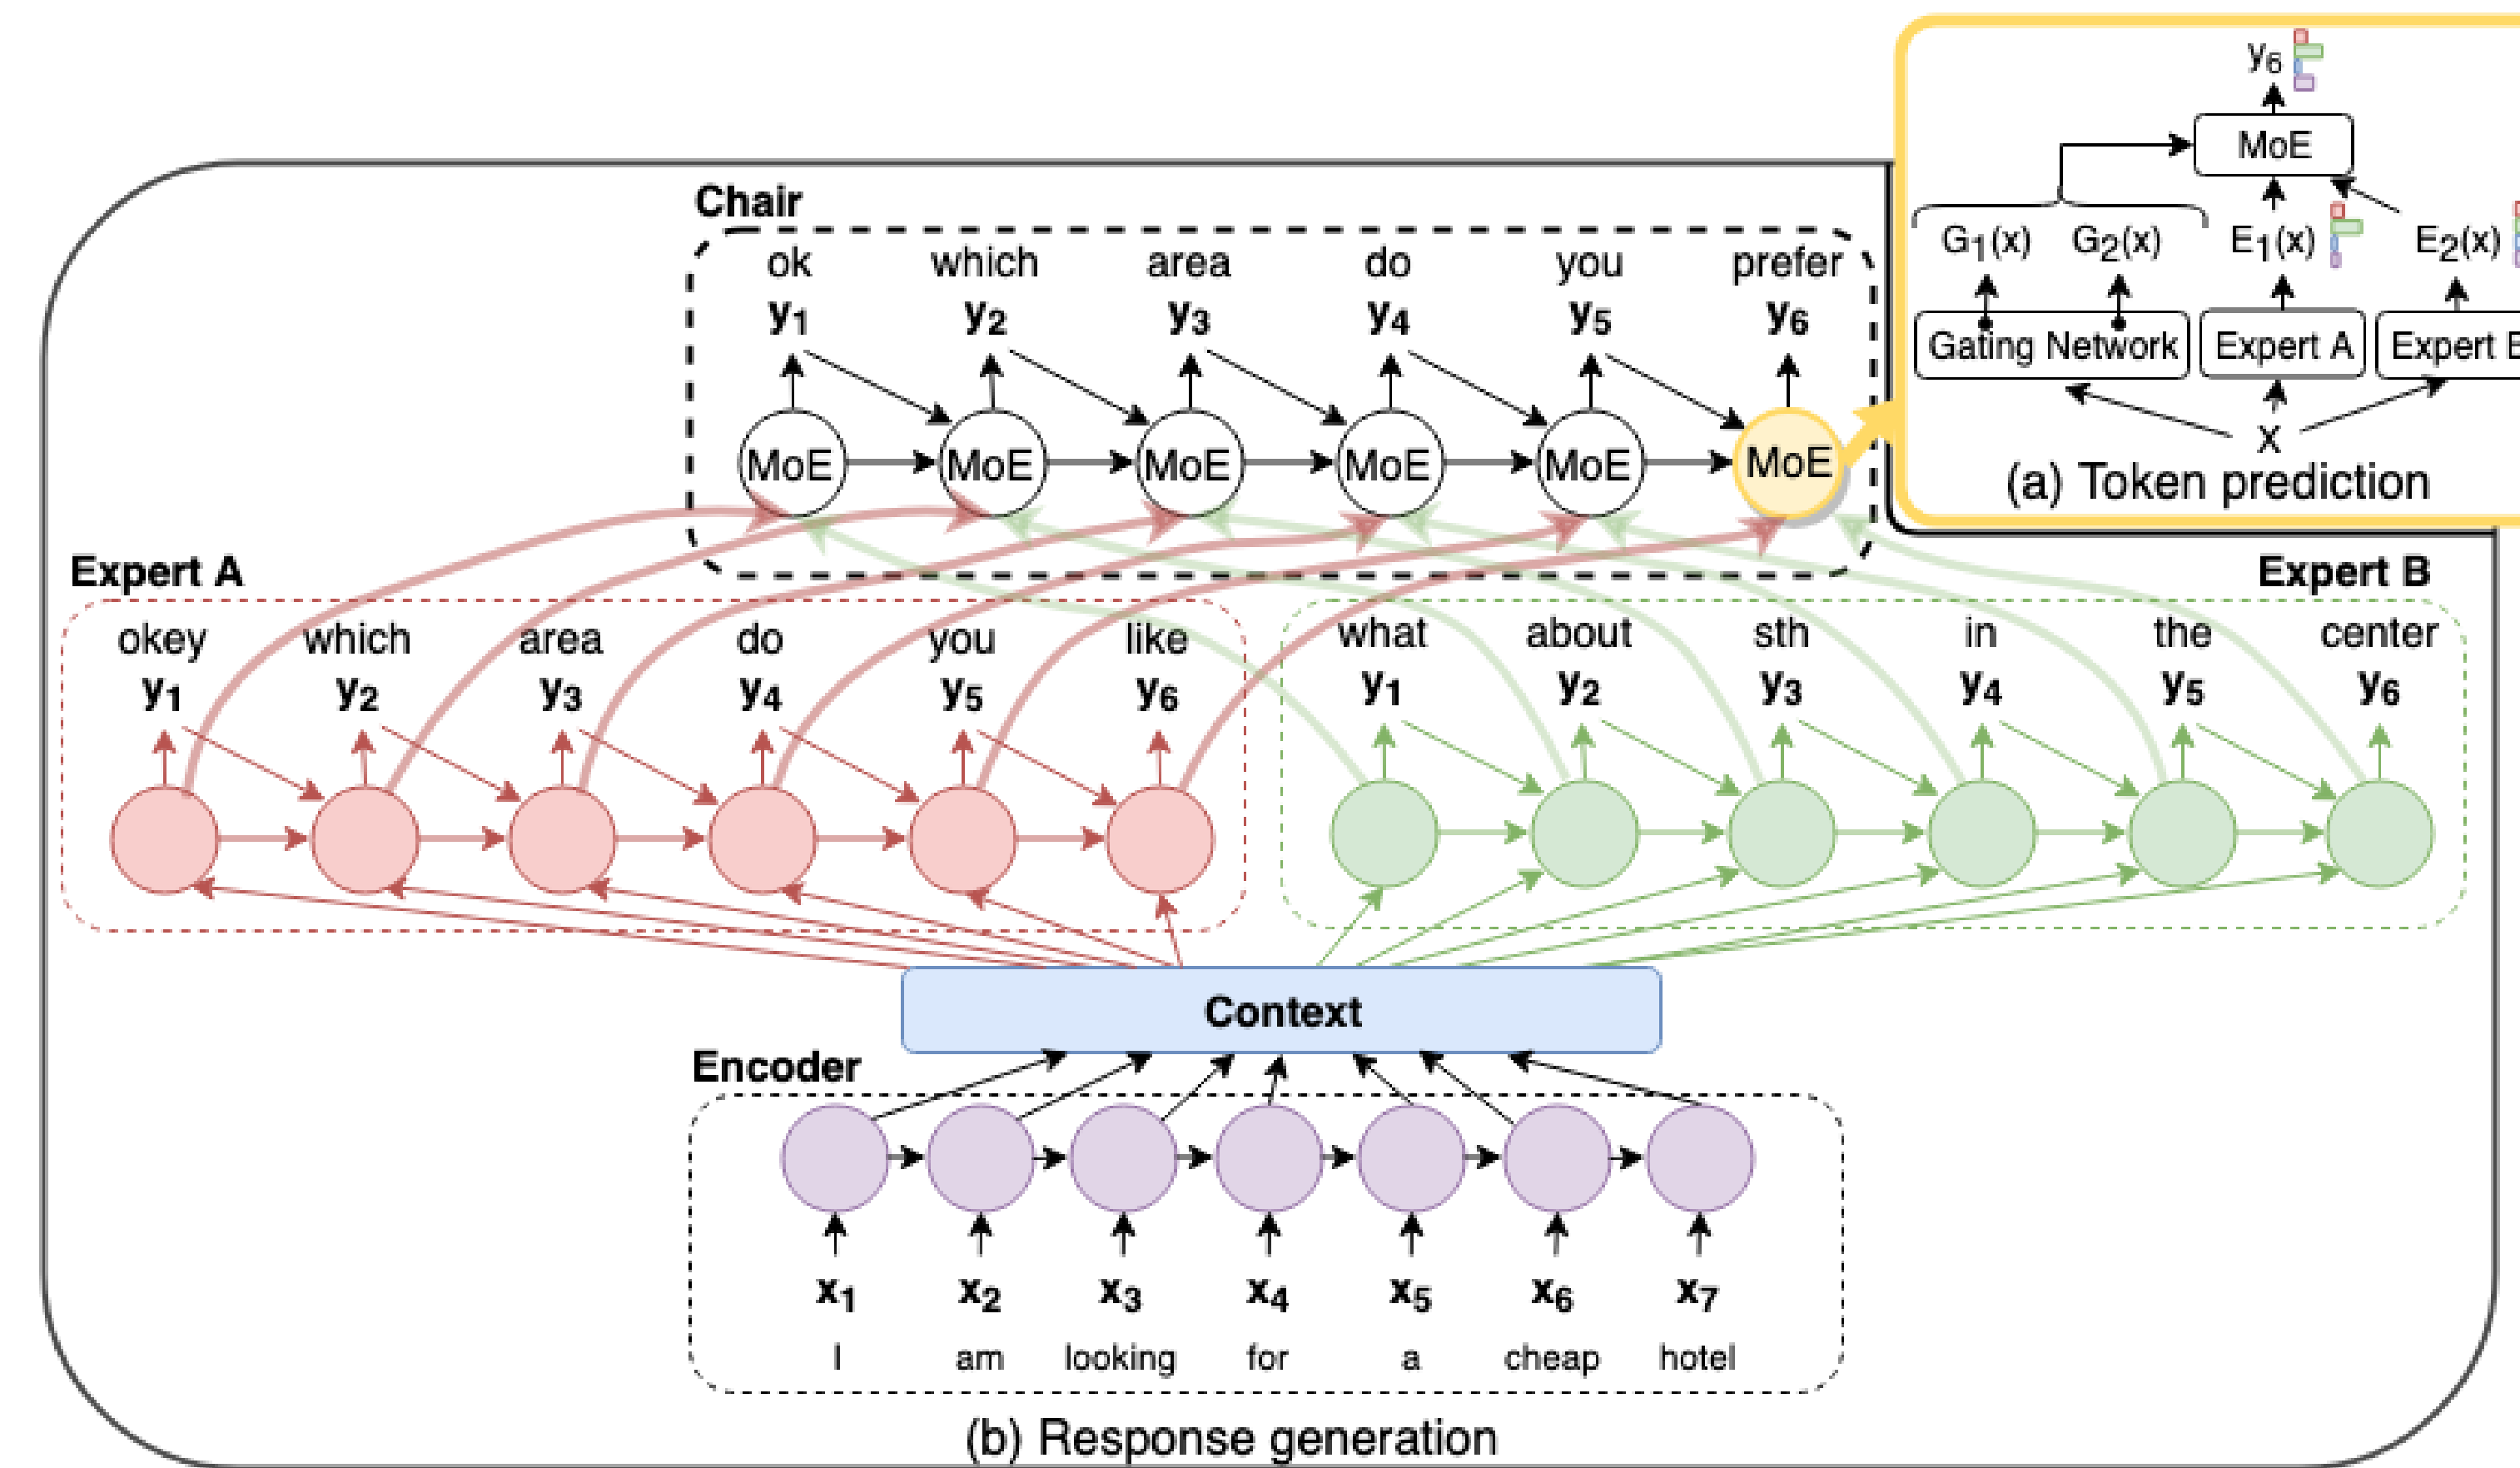 y6
MoE
G1(x) G2(x) E1(x) E2(x)
Gating Network Expert A Expert B
x
(a) Token prediction
Chair
ok which area do you prefer
y1 y2 y3 y4 y5 y6
MoE MoE MoE MoE MoE MoE
Expert A
okey which area do you like
y1 y2 y3 y4 y5 y6
Expert B
what about sth in the center
y1 y2 y3 y4 y5 y6
Context
Encoder
x1 x2 x3 x4 x5 x6 x7
I am looking for a cheap hotel
(b) Response generation